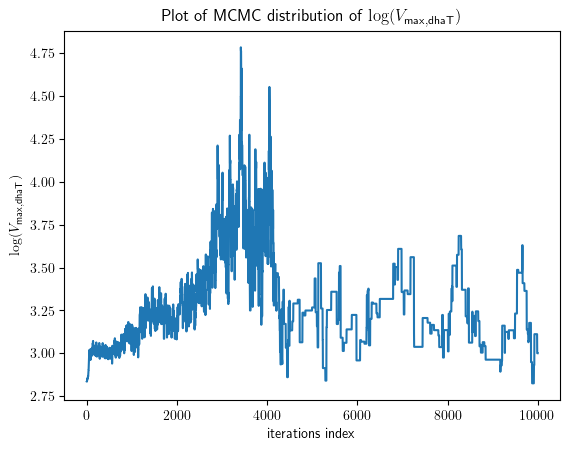 Plot of MCMC distribution of log(V_max,dhaT)
4.75
4.50
4.25
4.00
3.75
3.50
3.25
3.00
2.75
log(V_max,dhaT)
0 2000 4000 6000 8000 10000
iterations index